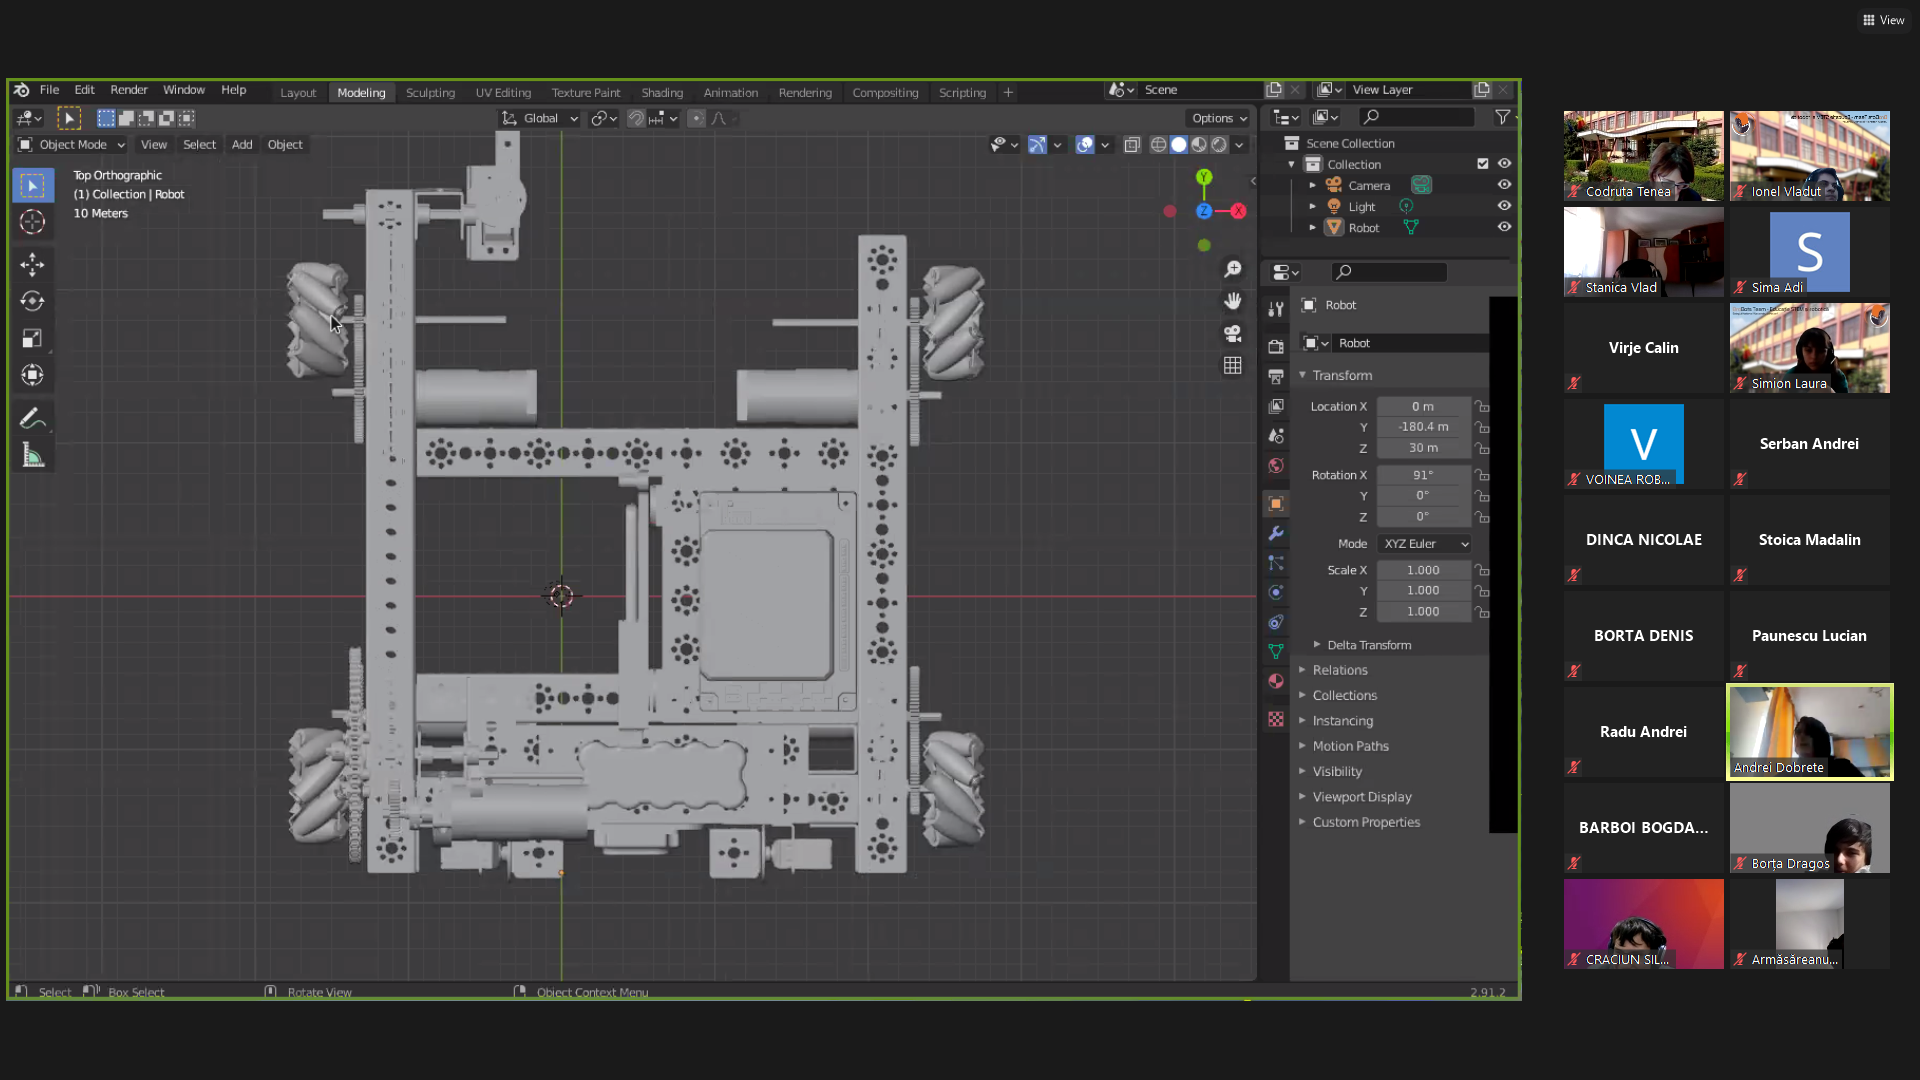 View
File Edit Render Window Help
Layout Modeling Sculpting UV Editing Texture Paint Shading Animation Rendering Compositing Scripting +
Scene
View Layer
Global
Options
Object Mode View Select Add Object
Top Orthographic
(1) Collection | Robot
10 Meters
Y
Z
X
Scene Collection
Collection
Camera
Light
Robot
Robot
Robot
Transform
Location X 0 m
Y -180.4 m
Z 30 m
Rotation X 91°
Y 0°
Z 0°
Mode XYZ Euler
Scale X 1.000
Y 1.000
Z 1.000
Delta Transform
Relations
Collections
Instancing
Motion Paths
Visibility
Viewport Display
Custom Properties
Select Box Select Rotate View Object Context Menu
2.91.2
Codruta Tenea
Ionel Vladut
Stanica Vlad
S
Sima Adi
Virje Calin
Simion Laura
V
VOINEA ROB...
Serban Andrei
DINCA NICOLAE
Stoica Madalin
BORTA DENIS
Paunescu Lucian
Radu Andrei
Andrei Dobrete
BARBOI BOGDA...
Borța Dragos
CRACIUN SIL...
Armăsăreanu...